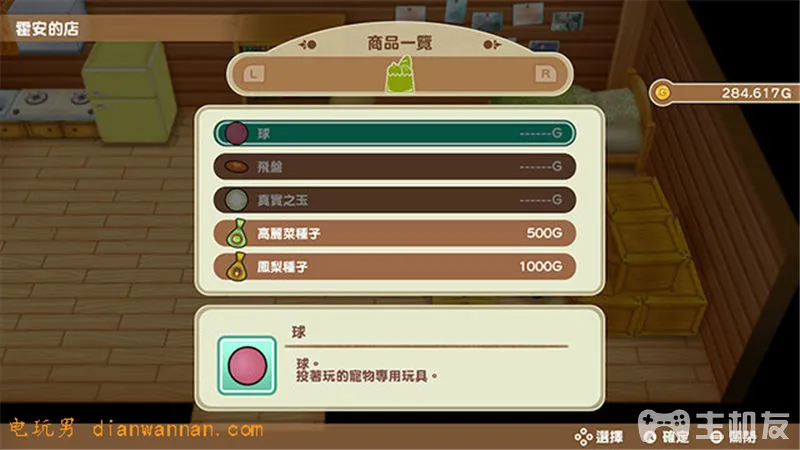 霍安的店
商品一覽
L
R
G 284.617G
球 ------G
飛盤 ------G
真實之玉 ------G
高麗菜種子 500G
鳳梨種子 1000G
球
球。
投著玩的寵物專用玩具。
电玩男 dianwannan.com
主机友
選擇 A 確定 B 關閉